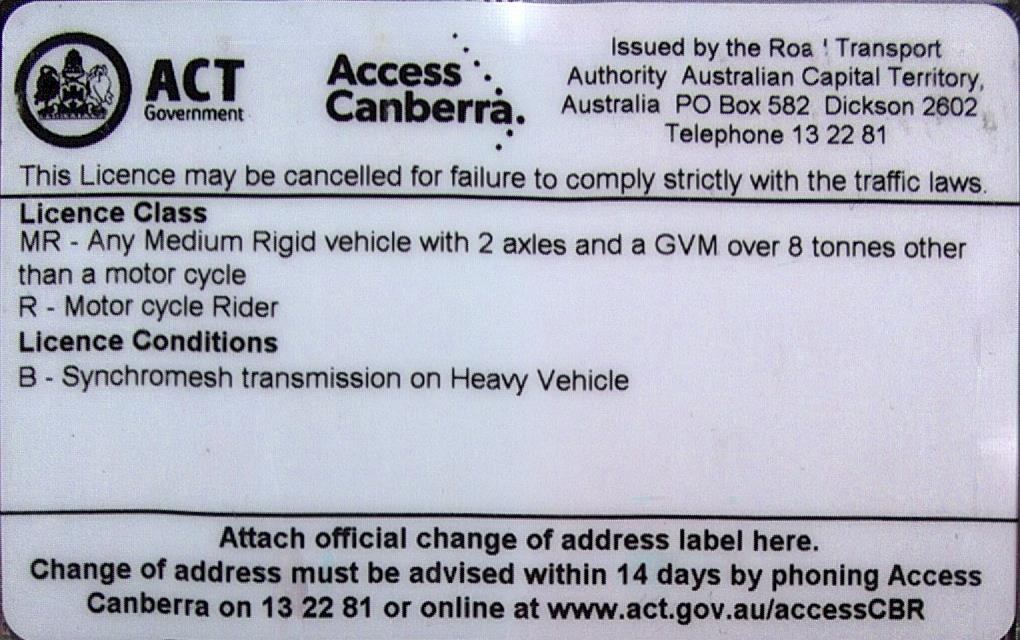 ACT
Government
Access
Canberra.
Issued by the Roa ! Transport
Authority Australian Capital Territory,
Australia PO Box 582 Dickson 2602
Telephone 13 22 81
This Licence may be cancelled for failure to comply strictly with the traffic laws.
Licence Class
MR - Any Medium Rigid vehicle with 2 axles and a GVM over 8 tonnes other
than a motor cycle
R - Motor cycle Rider
Licence Conditions
B - Synchromesh transmission on Heavy Vehicle
Attach official change of address label here.
Change of address must be advised within 14 days by phoning Access
Canberra on 13 22 81 or online at www.act.gov.au/accessCBR